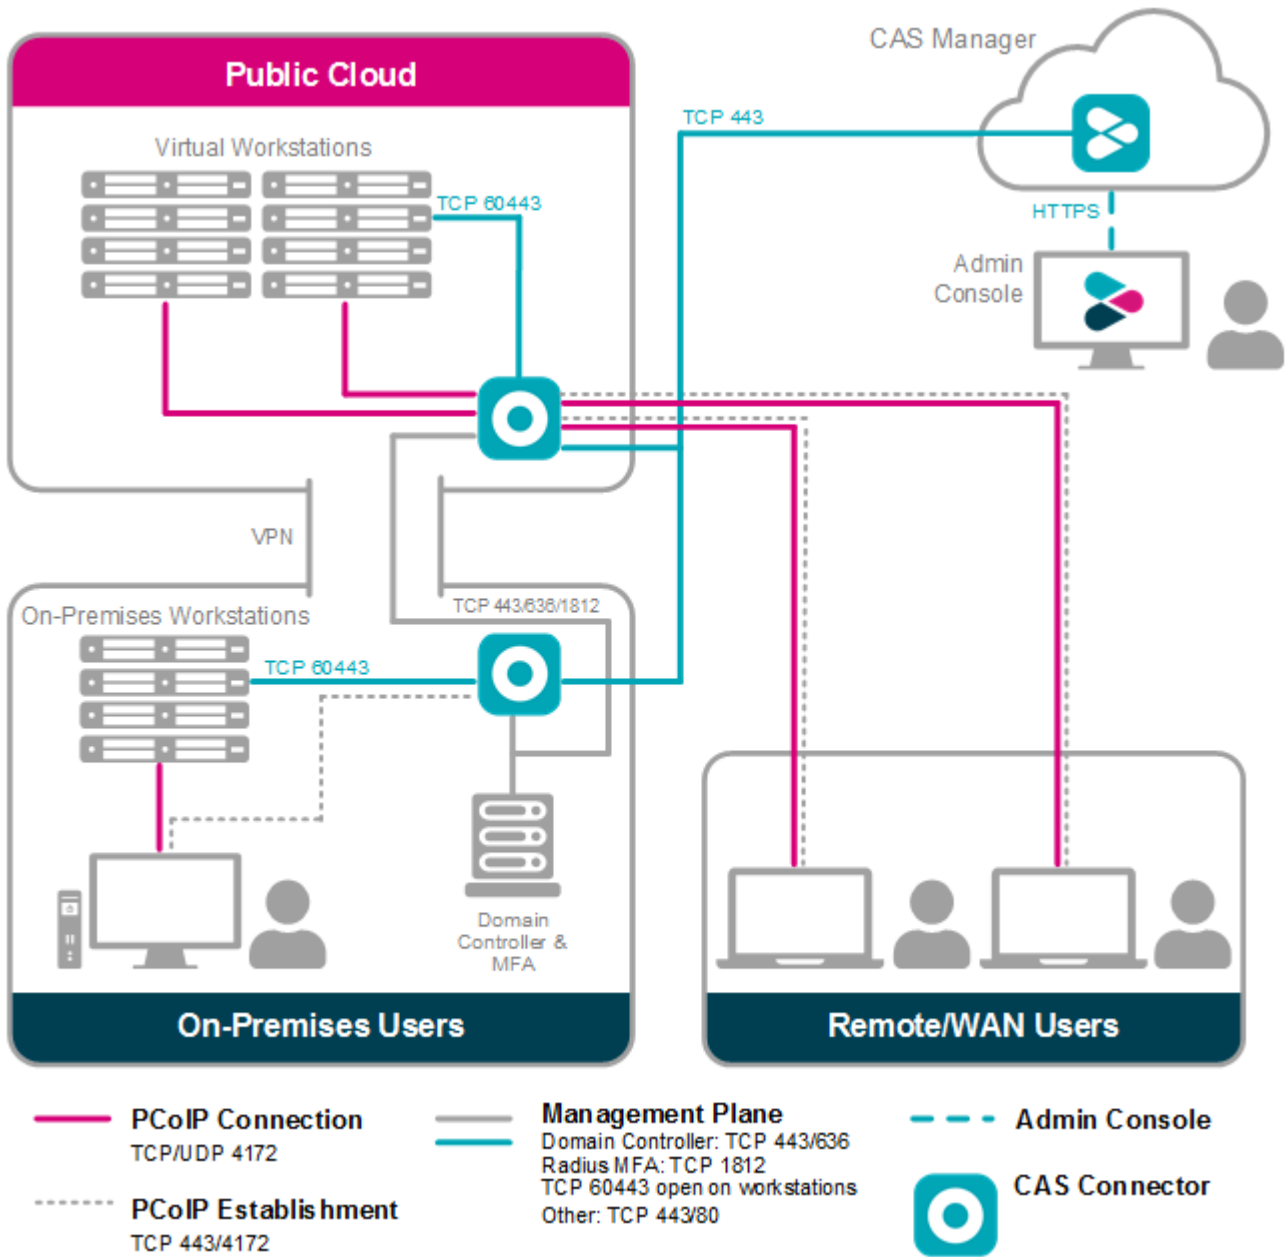 CAS Manager
Public Cloud
TCP 443
Virtual Workstations
TCP 60443
HTTPS
Admin
Console
VPN
TCP 443/636/1812
On-Premises Workstations
TCP 60443
Domain
Controller &
MFA
On-Premises Users
Remote/WAN Users
PCoIP Connection
TCP/UDP 4172
PCoIP Establishment
TCP 443/4172
Management Plane
Domain Controller: TCP 443/636
Radius MFA: TCP 1812
TCP 60443 open on workstations
Other: TCP 443/80
Admin Console
CAS Connector